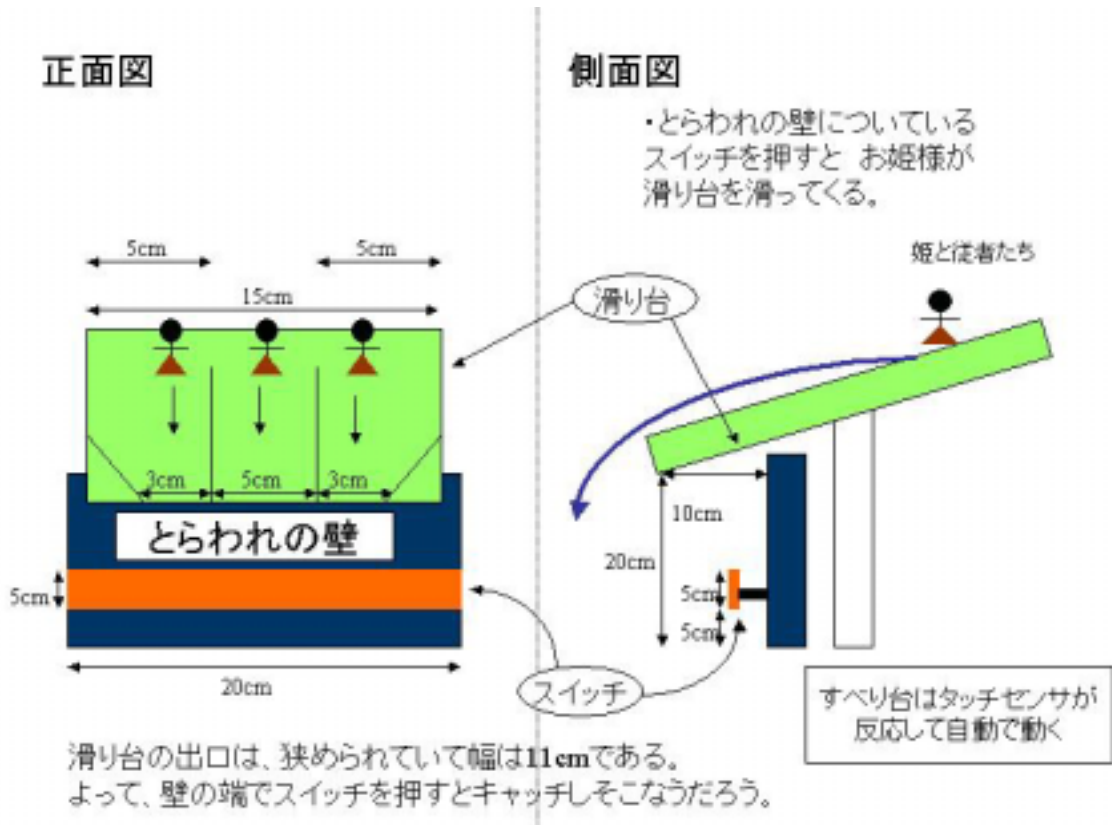 正面図
側面図
・とらわれの壁についている
スイッチを押すと お姫様が
滑り台を滑ってくる。
5cm
5cm
15cm
姫と従者たち
滑り台
3cm
5cm
3cm
とらわれの壁
5cm
20cm
10cm
20cm
5cm
5cm
スイッチ
すべり台はタッチセンサが
反応して自動で動く
滑り台の出口は、狭められていて幅は11cmである。
よって、壁の端でスイッチを押すとキャッチしそこなうだろう。